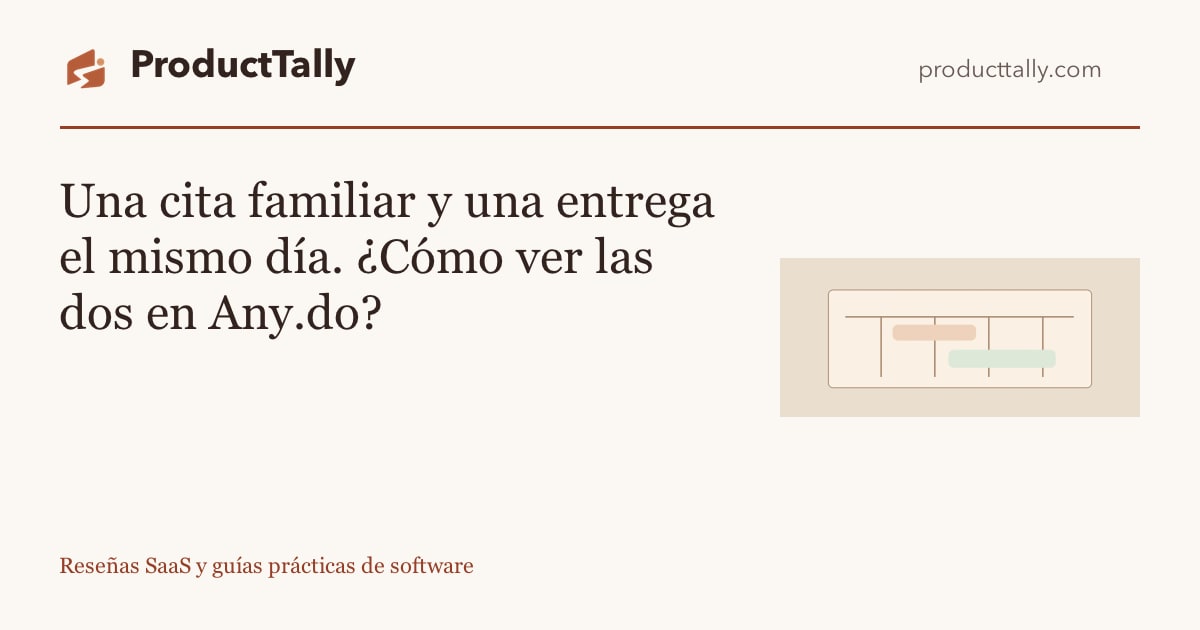 ProductTally
producttally.com
Una cita familiar y una entrega
el mismo día. ¿Cómo ver las
dos en Any.do?
Reseñas SaaS y guías prácticas de software